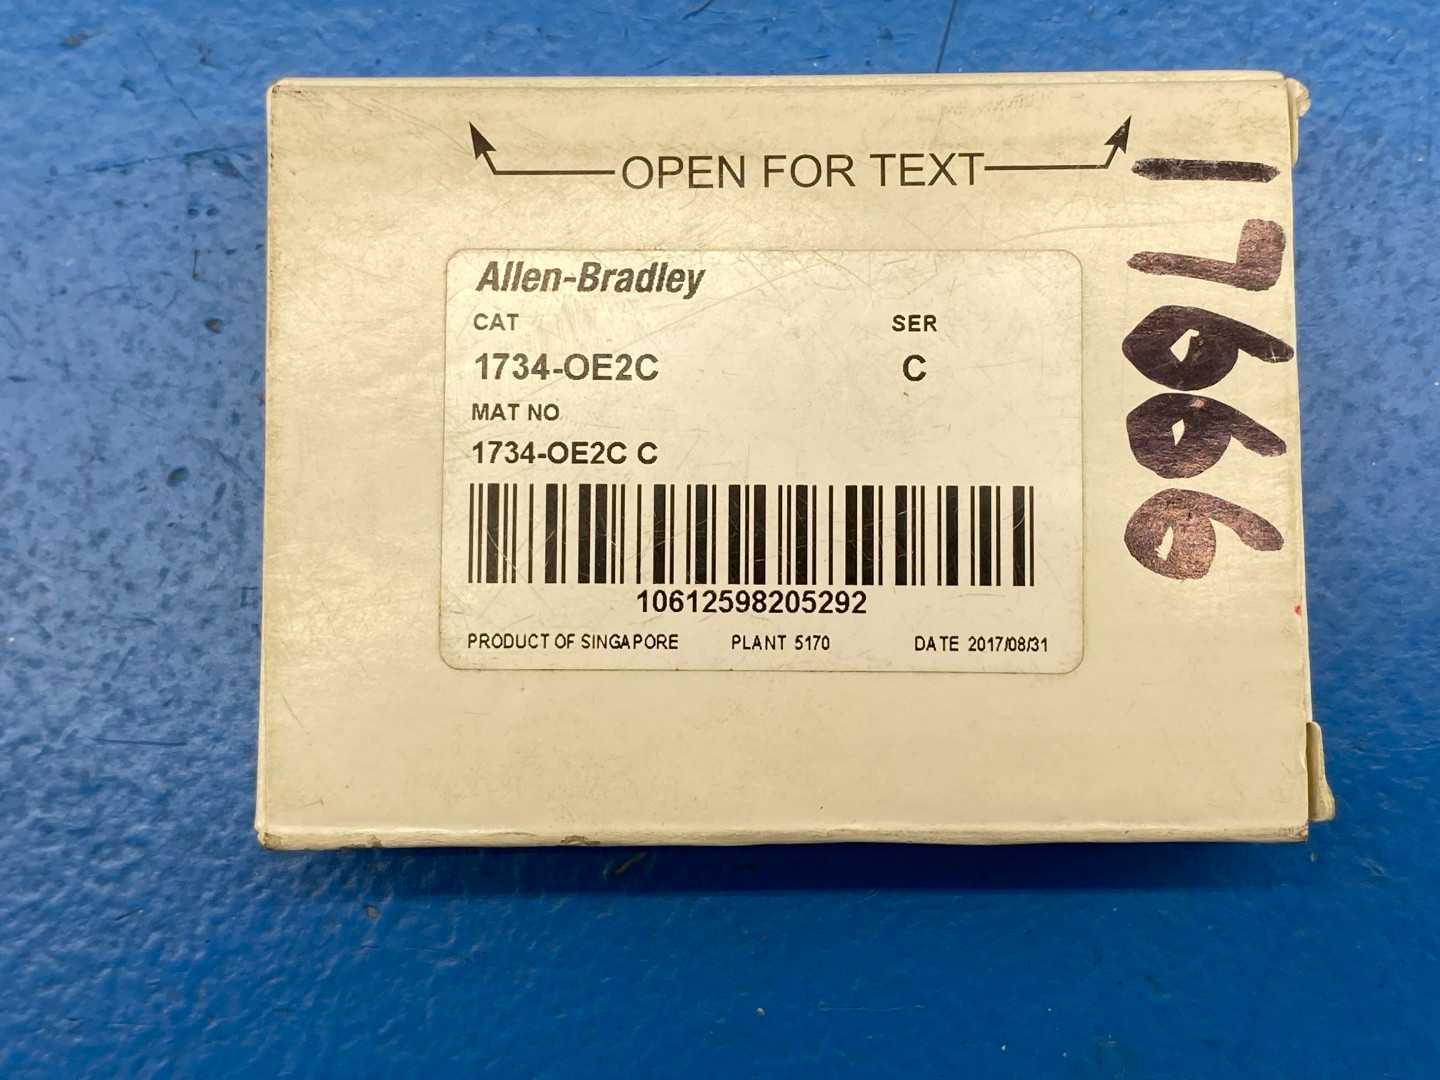 OPEN FOR TEXT
Allen-Bradley
CAT SER
1734-OE2C C
MAT NO
1734-OE2C C
10612598205292
PRODUCT OF SINGAPORE PLANT 5170 DATE 2017/08/31
17666